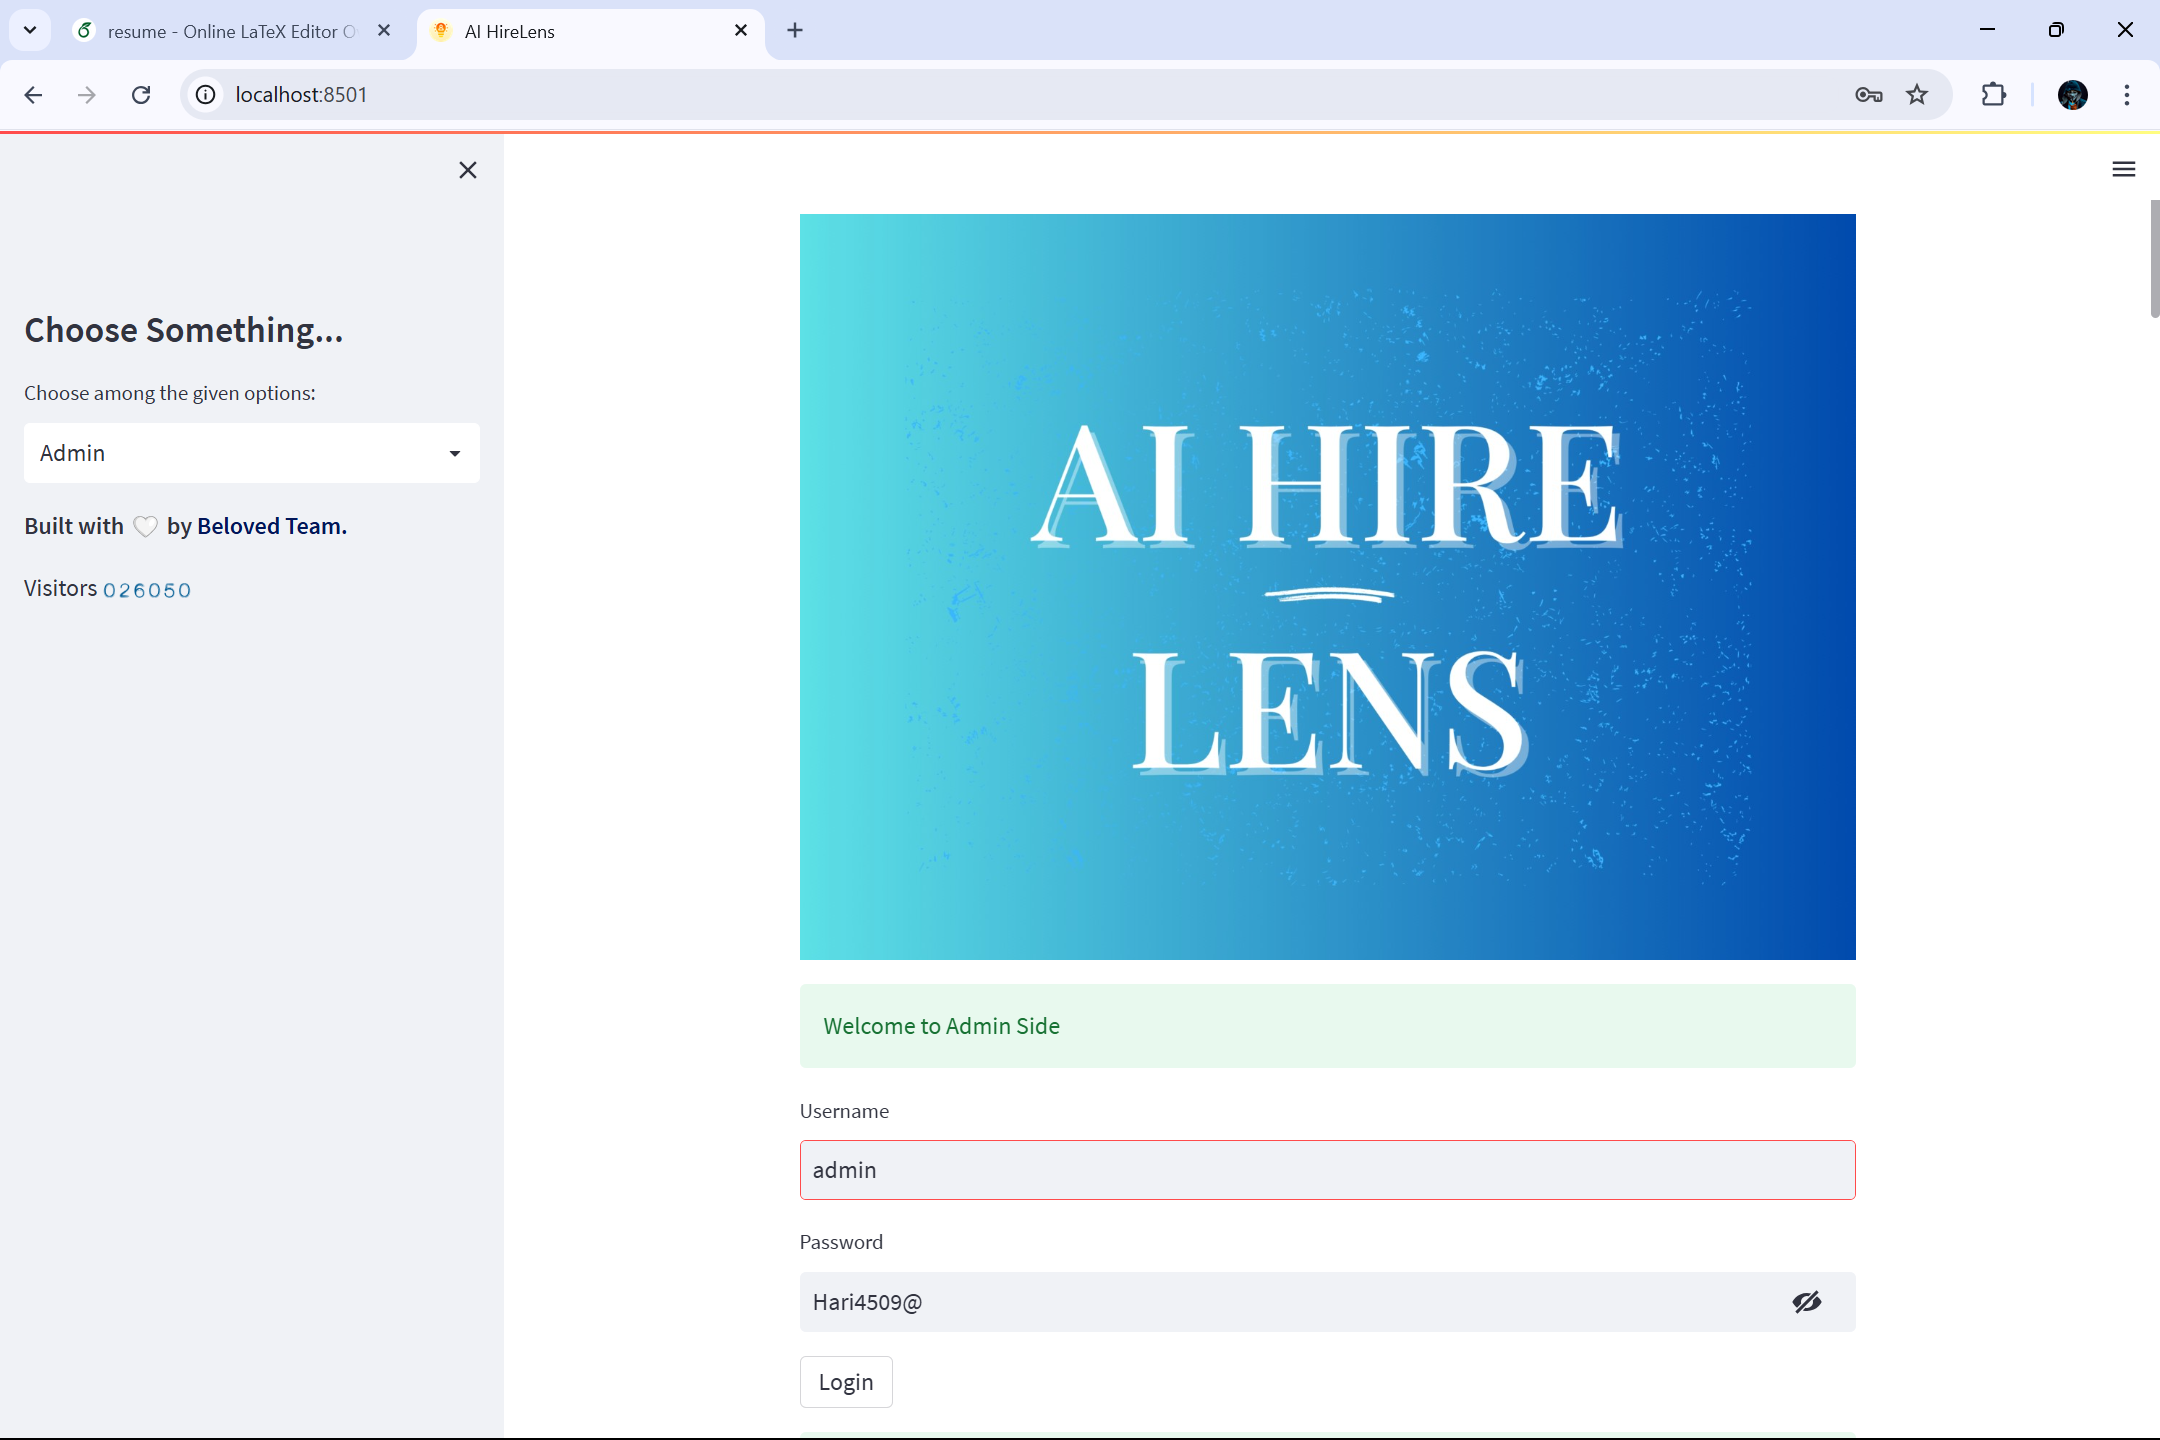 resume - Online LaTeX Editor O
AI HireLens
localhost:8501
Choose Something...
Choose among the given options:
Admin
Built with 🤍 by Beloved Team.
Visitors 026050
AI HIRE
LENS
Welcome to Admin Side
Username
admin
Password
Hari4509@
Login